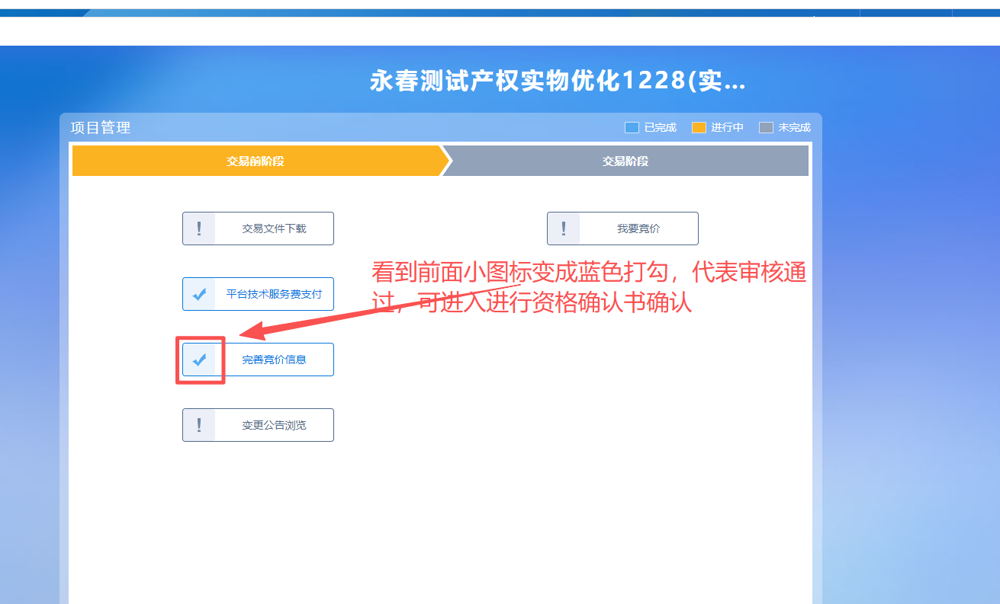 永春测试产权实物优化1228(实...
项目管理
已完成
进行中
未完成
交易前阶段
交易阶段
! 交易文件下载
! 我要竞价
看到前面小图标变成蓝色打勾，代表审核通
过，可进入进行资格确认书确认
平台技术服务费支付
完善竞价信息
! 变更公告浏览